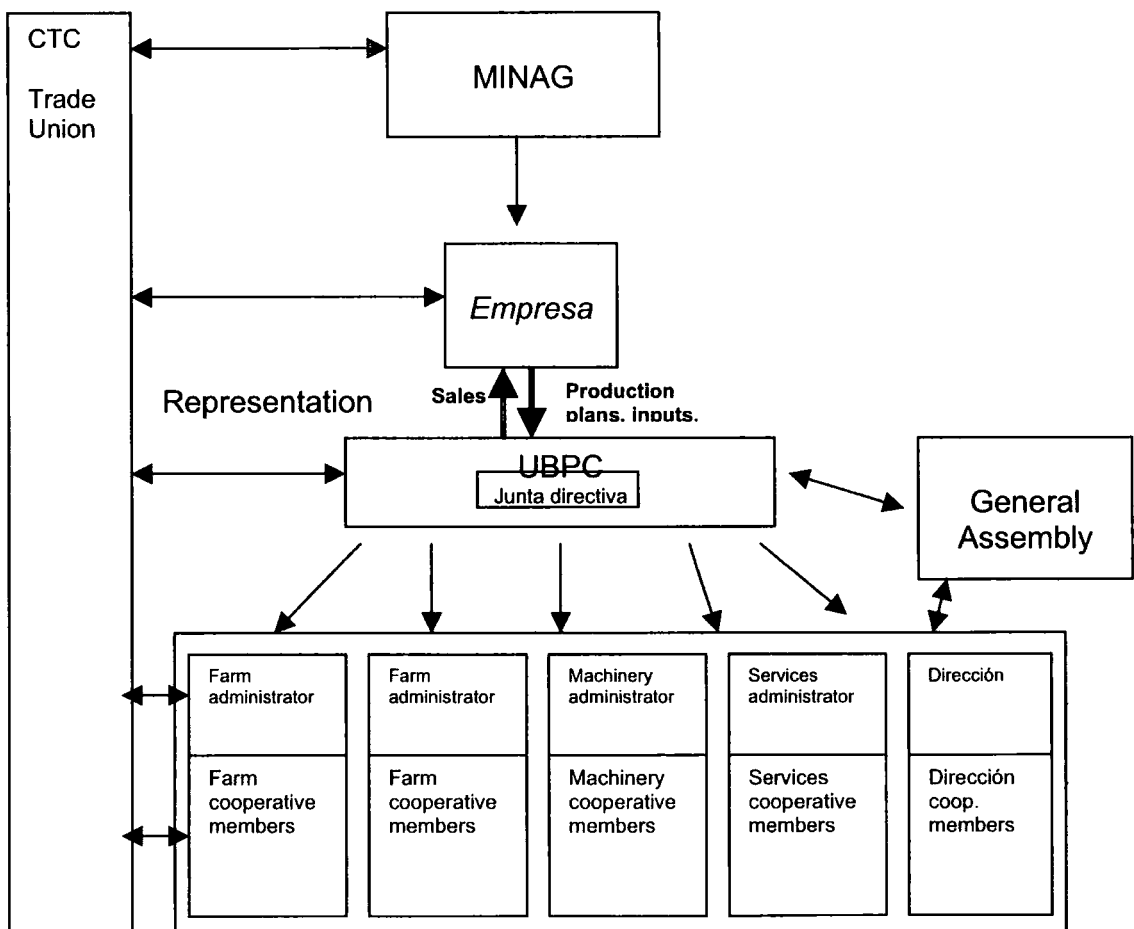 CTC
Trade
Union
MINAG
Empresa
Representation
Sales
Production
plans, inputs,
UBPC
Junta directiva
General
Assembly
Farm
administrator
Farm
administrator
Machinery
administrator
Services
administrator
Dirección
Farm
cooperative
members
Farm
cooperative
members
Machinery
cooperative
members
Services
cooperative
members
Dirección
coop.
members